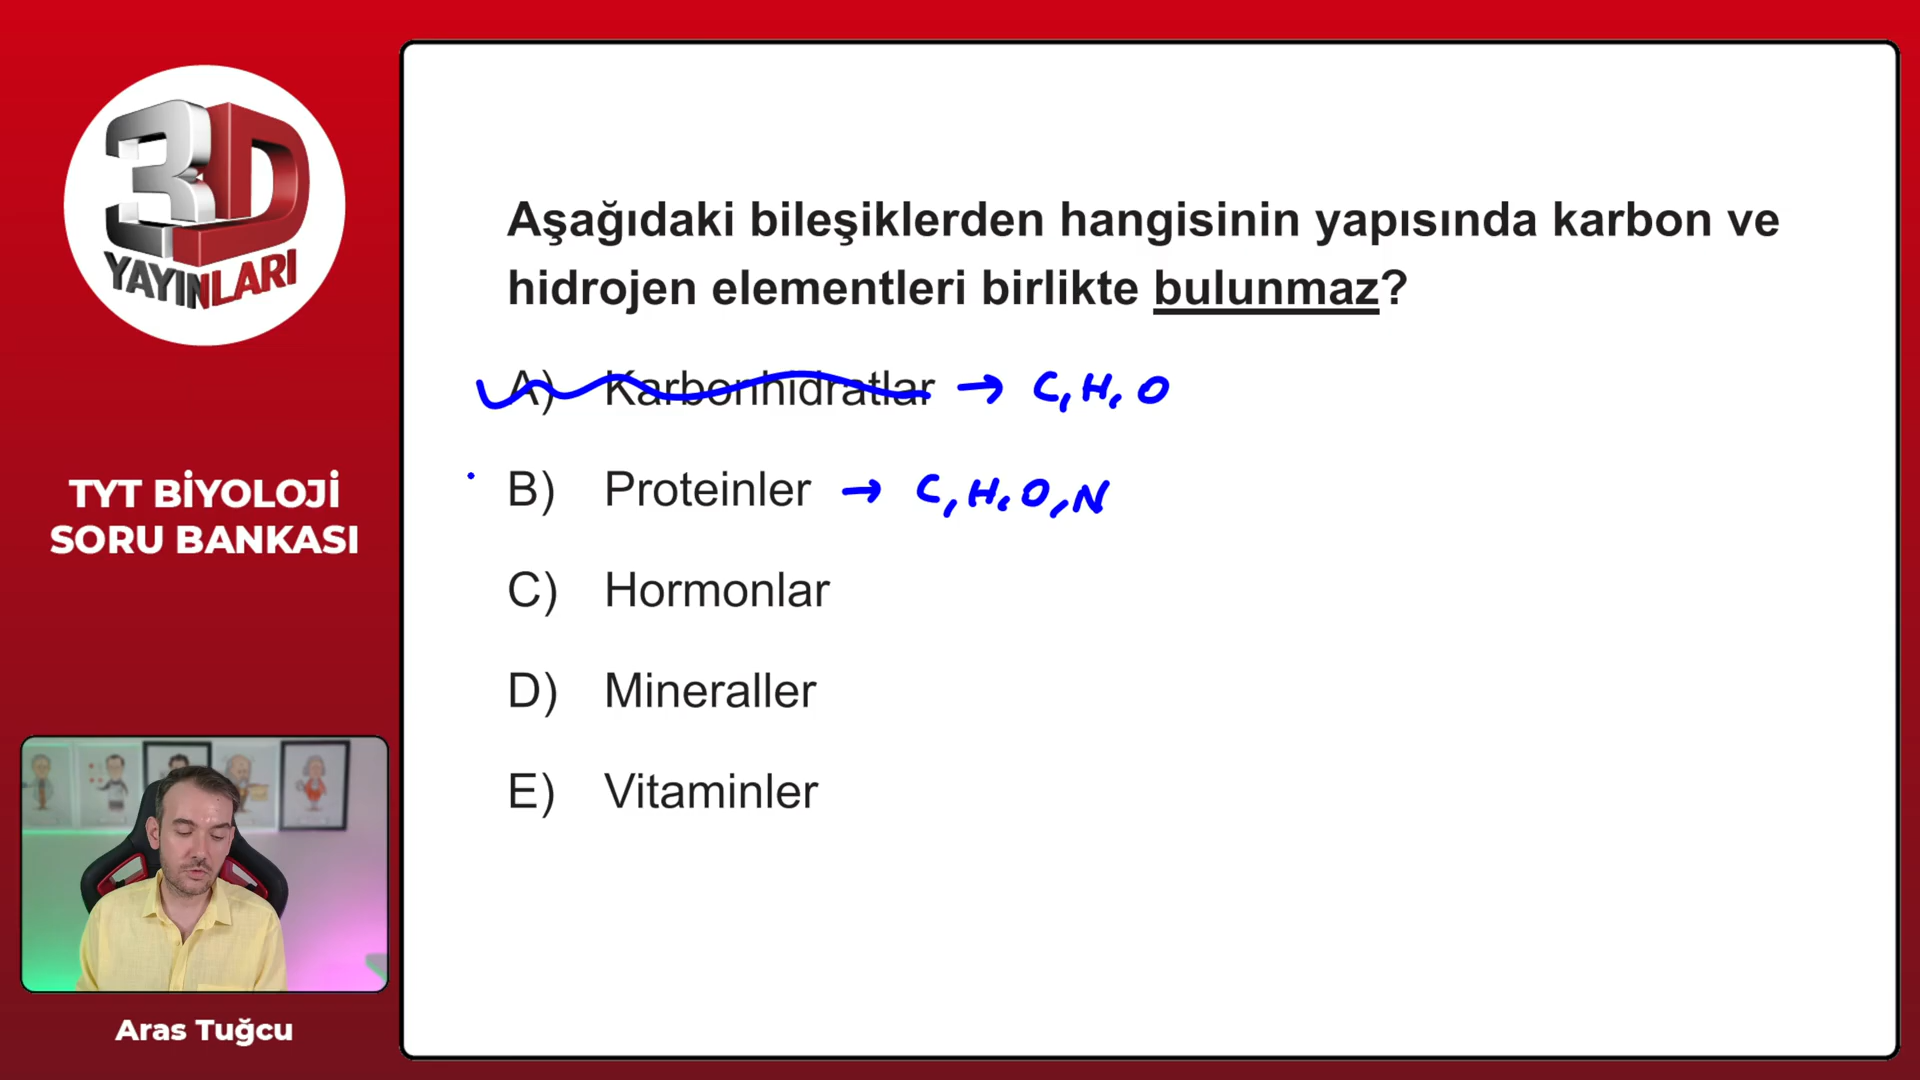 3D
YAYINLARI
TYT BİYOLOJİ
SORU BANKASI
Aras Tuğcu
Aşağıdaki bileşiklerden hangisinin yapısında karbon ve
hidrojen elementleri birlikte bulunmaz?
A) Karbonhidratlar → C, H, O
B) Proteinler → C, H, O, N
C) Hormonlar
D) Mineraller
E) Vitaminler